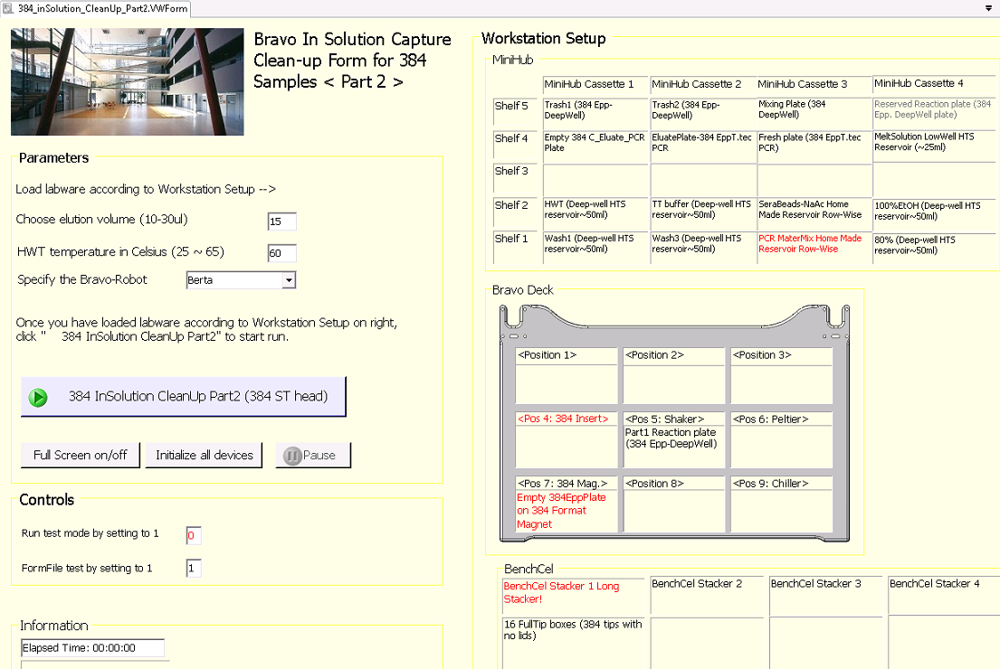 384_inSolution_CleanUp_Part2.VWForm
Bravo In Solution Capture
Clean-up Form for 384
Samples < Part 2 >
Parameters
Load labware according to Workstation Setup -->
Choose elution volume (10-30ul)
15
HWT temperature in Celsius (25 ~ 65)
60
Specify the Bravo-Robot
Berta
Once you have loaded labware according to Workstation Setup on right,
click " 384 InSolution CleanUp Part2" to start run.
384 InSolution CleanUp Part2 (384 ST head)
Full Screen on/off
Initialize all devices
Pause
Controls
Run test mode by setting to 1
0
FormFile test by setting to 1
1
Information
Elapsed Time: 00:00:00
Workstation Setup
MiniHub
MiniHub Cassette 1
MiniHub Cassette 2
MiniHub Cassette 3
MiniHub Cassette 4
Shelf 5
Trash1 (384 Epp-
DeepWell)
Trash2 (384 Epp-
DeepWell)
Mixing Plate (384
DeepWell)
Reserved Reaction plate (384
Epp. DeepWell plate)
Shelf 4
Empty 384 C_Eluate_PCR
Plate
EluatePlate-384 EppT.tec
PCR
Fresh plate (384 EppT.tec
PCR)
MeltSolution LowWell HTS
Reservoir (~25ml)
Shelf 3
Shelf 2
HWT (Deep-well HTS
reservoir~50ml)
TT buffer (Deep-well HTS
reservoir~50ml)
SeraBeads-NaAc Home
Made Reservoir Row-Wise
100%EtOH (Deep-well HTS
reservoir~50ml)
Shelf 1
Wash1 (Deep-well HTS
reservoir~50ml)
Wash3 (Deep-well HTS
reservoir~50ml)
PCR MaterMix Home Made
Reservoir Row-Wise
80% (Deep-well HTS
reservoir~50ml)
Bravo Deck
<Position 1>
<Position 2>
<Position 3>
<Pos 4: 384 Insert>
<Pos 5: Shaker>
Part1 Reaction plate
(384 Epp-DeepWell)
<Pos 6: Peltier>
<Pos 7: 384 Mag.>
Empty 384EppPlate
on 384 Format
Magnet
<Position 8>
<Pos 9: Chiller>
BenchCel
BenchCel Stacker 1 Long
Stacker!
BenchCel Stacker 2
BenchCel Stacker 3
BenchCel Stacker 4
16 FullTip boxes (384 tips with
no lids)